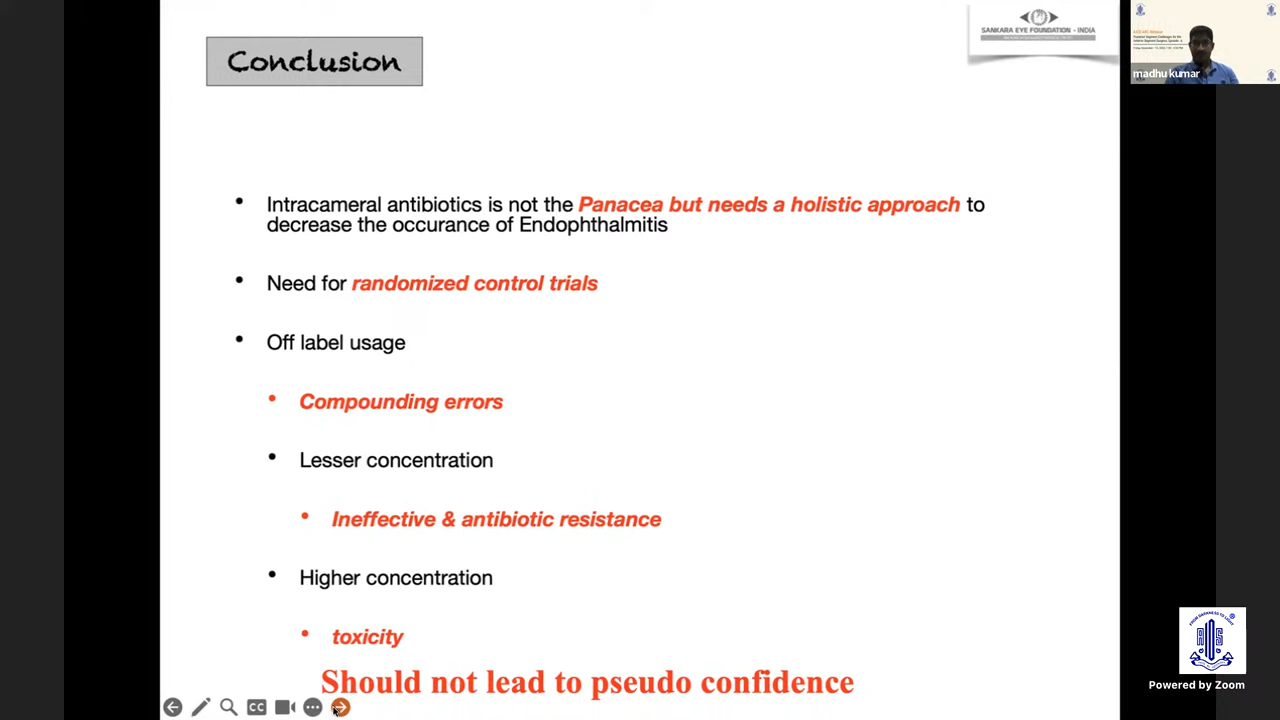 Conclusion
SANKARA EYE FOUNDATION - INDIA
madhu kumar
Intracameral antibiotics is not the Panacea but needs a holistic approach to
decrease the occurance of Endophthalmitis
Need for randomized control trials
Off label usage
Compounding errors
Lesser concentration
Ineffective & antibiotic resistance
Higher concentration
toxicity
Should not lead to pseudo confidence
CC
Powered by Zoom